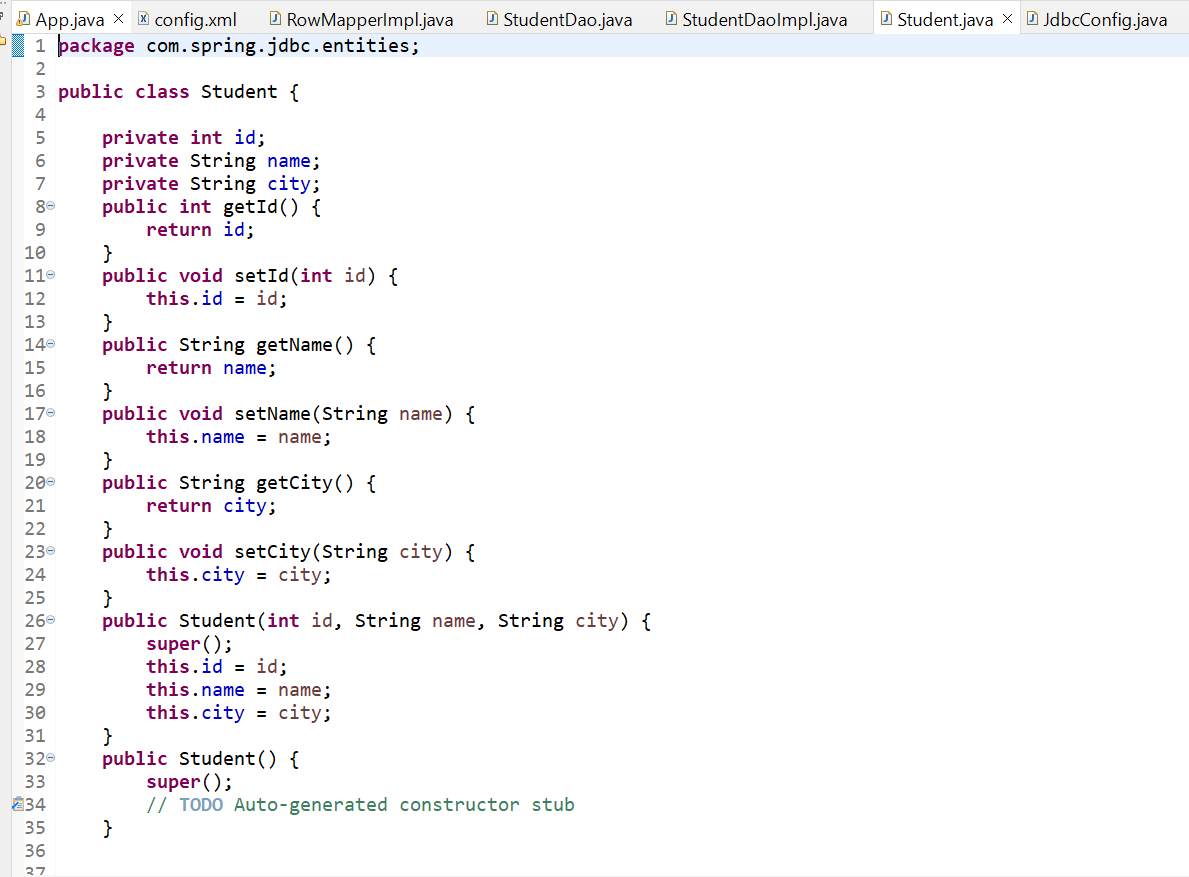 App.java config.xml RowMapperImpl.java StudentDao.java StudentDaoImpl.java Student.java JdbcConfig.java
1 package com.spring.jdbc.entities;
2
3 public class Student {
4
5     private int id;
6     private String name;
7     private String city;
8     public int getId() {
9         return id;
10     }
11     public void setId(int id) {
12         this.id = id;
13     }
14     public String getName() {
15         return name;
16     }
17     public void setName(String name) {
18         this.name = name;
19     }
20     public String getCity() {
21         return city;
22     }
23     public void setCity(String city) {
24         this.city = city;
25     }
26     public Student(int id, String name, String city) {
27         super();
28         this.id = id;
29         this.name = name;
30         this.city = city;
31     }
32     public Student() {
33         super();
34         // TODO Auto-generated constructor stub
35     }
36
37